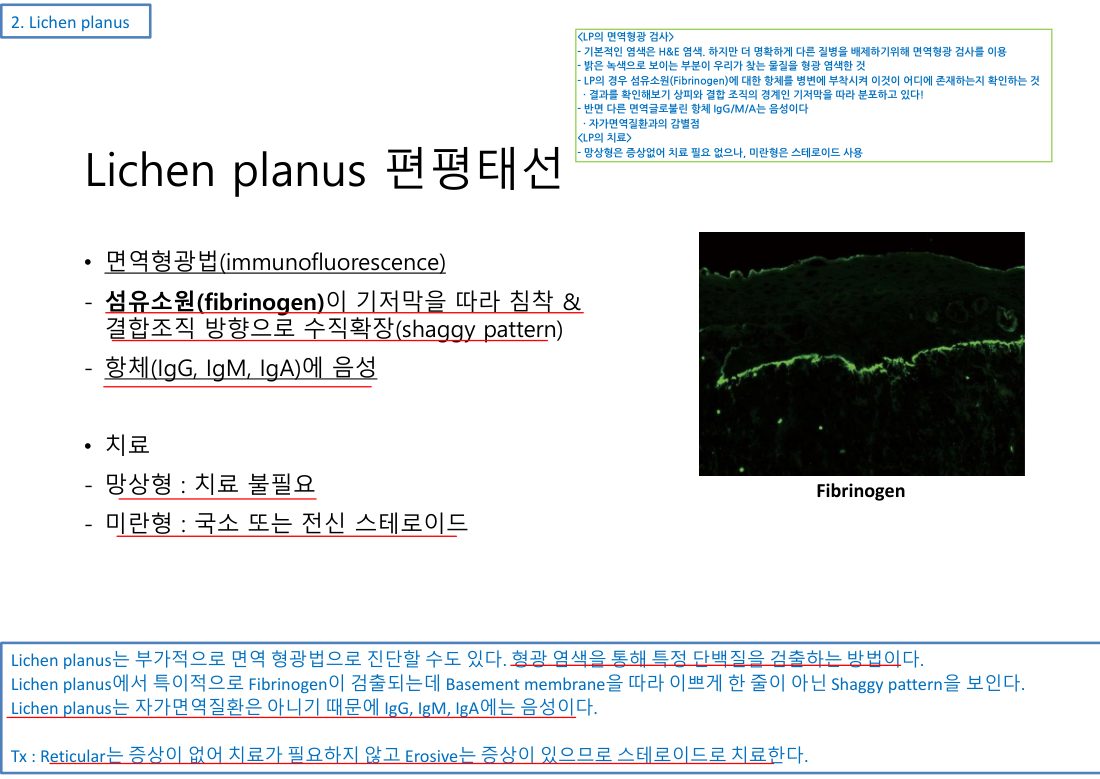 2. Lichen planus
<LP의 면역형광 검사>
- 기본적인 염색은 H&E 염색. 하지만 더 명확하게 다른 질병을 배제하기위해 면역형광 검사를 이용
- 밝은 녹색으로 보이는 부분이 우리가 찾는 물질을 형광 염색한 것
- LP의 경우 섬유소원(Fibrinogen)에 대한 항체를 병변에 부착시켜 이것이 어디에 존재하는지 확인하는 것
· 결과를 확인해보기 상피와 결합 조직의 경계인 기저막을 따라 분포하고 있다!
- 반면 다른 면역글로불린 항체 IgG/M/A는 음성이다
· 자가면역질환과의 감별점
<LP의 치료>
- 망상형은 증상없어 치료 필요 없으나, 미란형은 스테로이드 사용
Lichen planus 편평태선
• 면역형광법(immunofluorescence)
- 섬유소원(fibrinogen)이 기저막을 따라 침착 &
결합조직 방향으로 수직확장(shaggy pattern)
- 항체(IgG, IgM, IgA)에 음성
• 치료
- 망상형 : 치료 불필요
- 미란형 : 국소 또는 전신 스테로이드
Fibrinogen
Lichen planus는 부가적으로 면역 형광법으로 진단할 수도 있다. 형광 염색을 통해 특정 단백질을 검출하는 방법이다.
Lichen planus에서 특이적으로 Fibrinogen이 검출되는데 Basement membrane을 따라 이쁘게 한 줄이 아닌 Shaggy pattern을 보인다.
Lichen planus는 자가면역질환은 아니기 때문에 IgG, IgM, IgA에는 음성이다.
Tx : Reticular는 증상이 없어 치료가 필요하지 않고 Erosive는 증상이 있으므로 스테로이드로 치료한다.